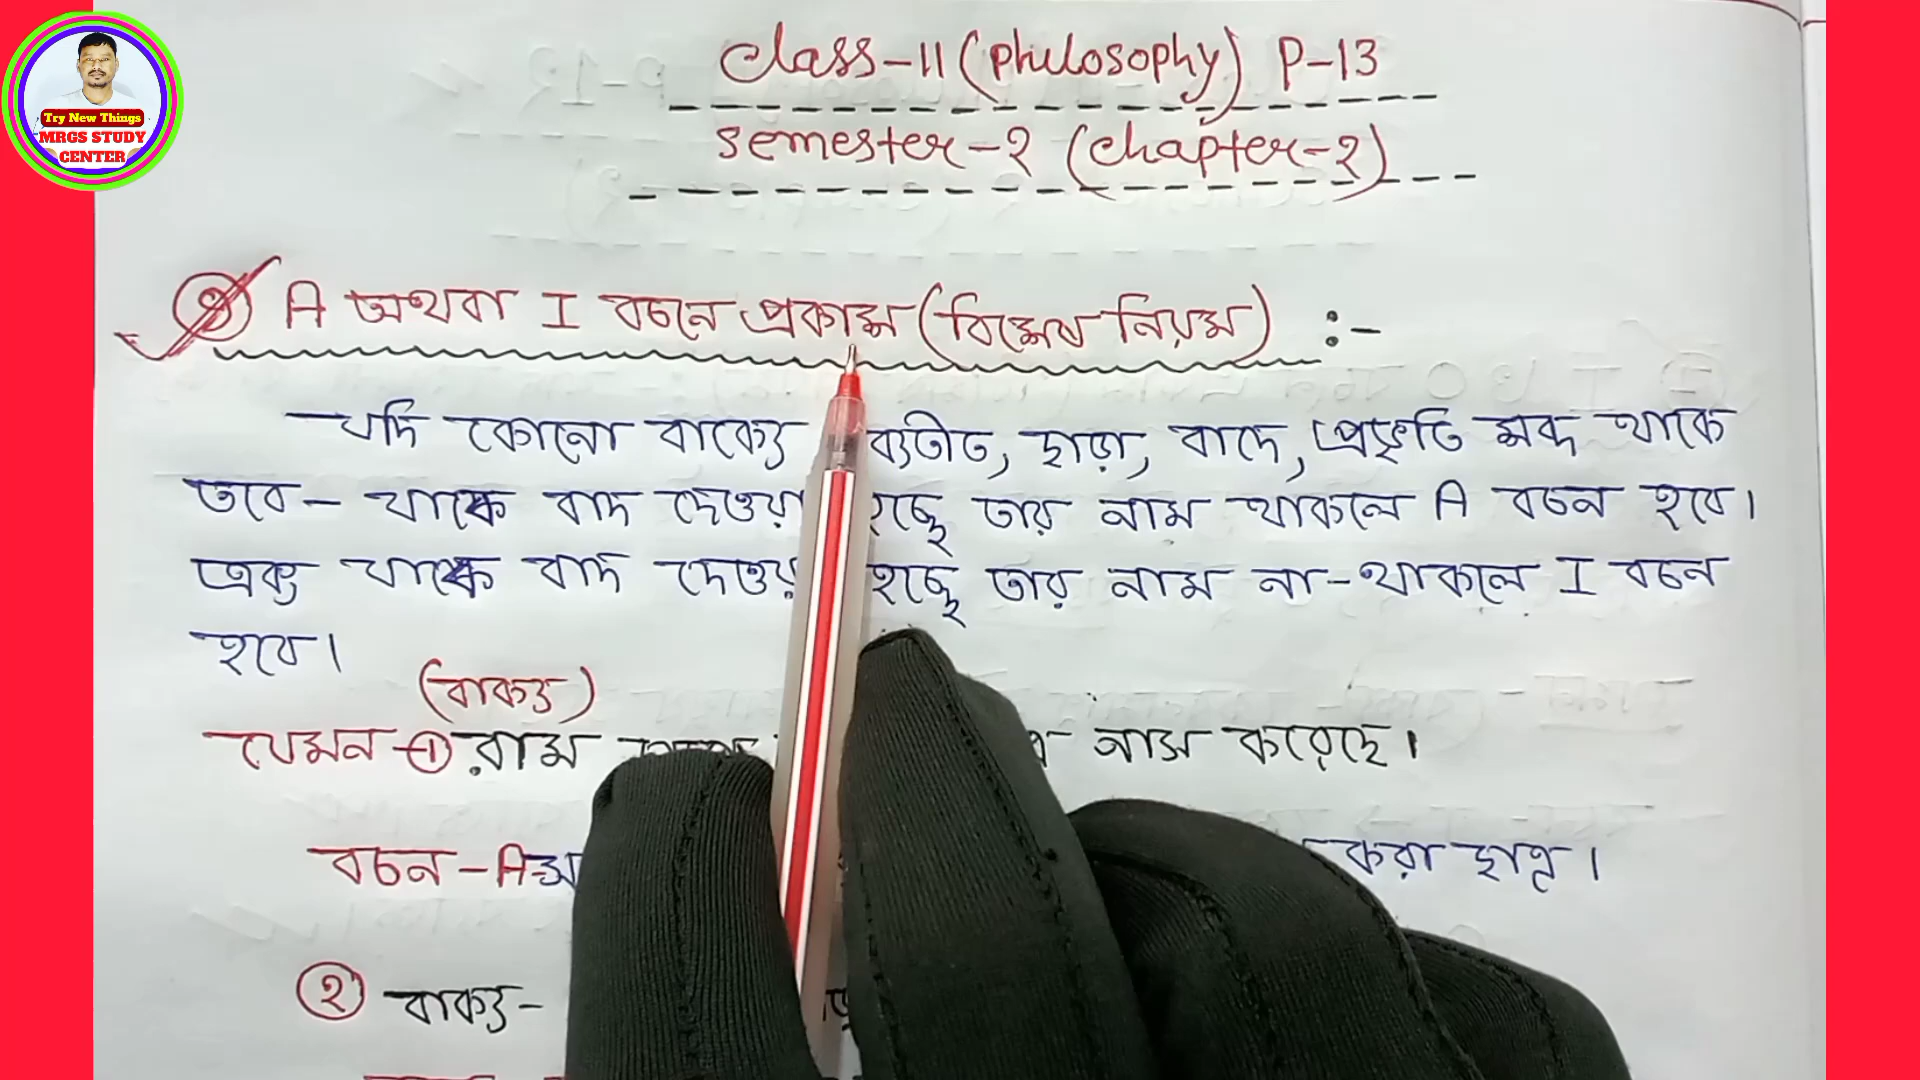 Try New Things
MRGS STUDY
CENTER
Class-11 (Philosophy) P-13
Semester-2 (Chapter-2)
A অথবা I বচনে প্রকাশ (বিশেষ নিয়ম) :-
যদি কোনো বাক্যে ব্যতীত, ছাড়া, বাদে, প্রভৃতি শব্দ থাকে
তবে - যাকে বাদ দেওয়া হচ্ছে তার নাম থাকলে A বচন হবে।
এবং যাকে বাদ দেওয়া হচ্ছে তার নাম না-থাকলে I বচন
হবে।
(বাক্য)
যেমন - ① রাম পাস করেছে।
বচন - A- করা ছাত্র।
② বাক্য -